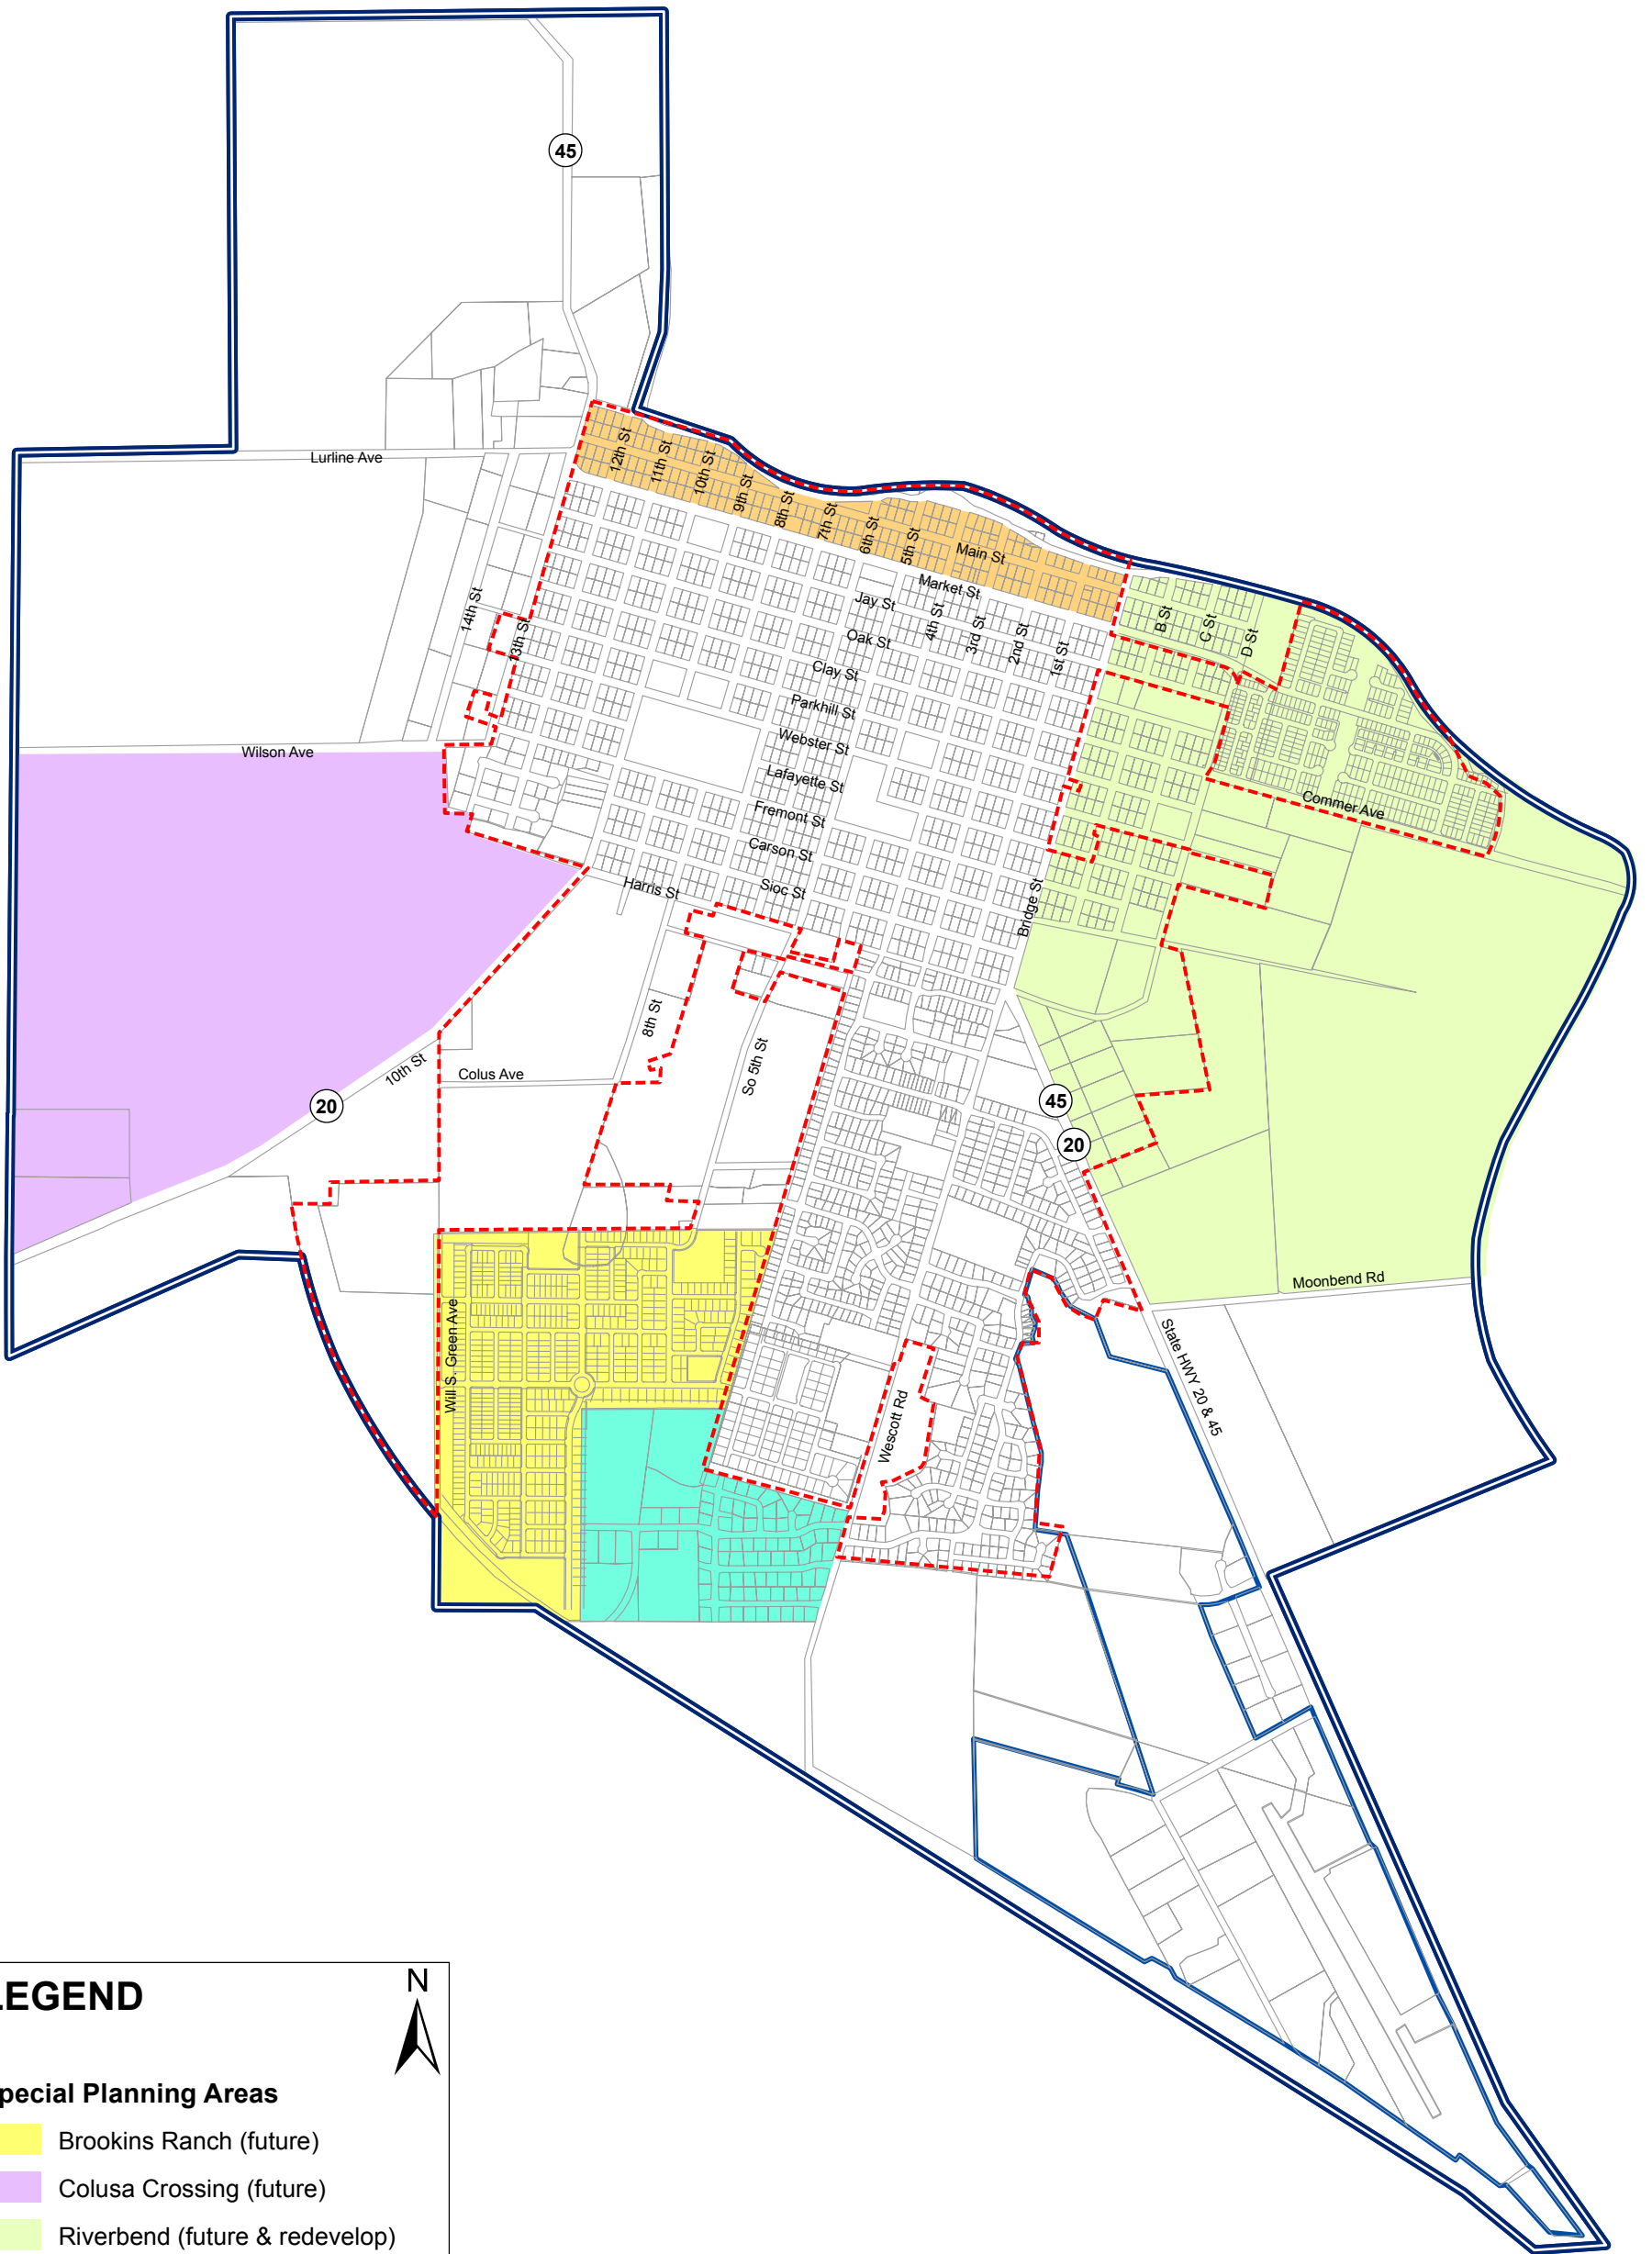 45
Lurline Ave
12th St
11th St
10th St
9th St
8th St
7th St
6th St
5th St
Main St
Market St
Jay St
4th St
3rd St
2nd St
1st St
B St
C St
D St
14th St
13th St
Oak St
Clay St
Parkhill St
Webster St
Wilson Ave
Lafayette St
Fremont St
Commer Ave
Carson St
Harris St
Sioc St
Bridge St
8th St
So 5th St
10th St
Colus Ave
20
45
20
Moonbend Rd
Will S. Green Ave
State HWY 20 & 45
Wescott Rd
LEGEND
N
pecial Planning Areas
Brookins Ranch (future)
Colusa Crossing (future)
Riverbend (future & redevelop)